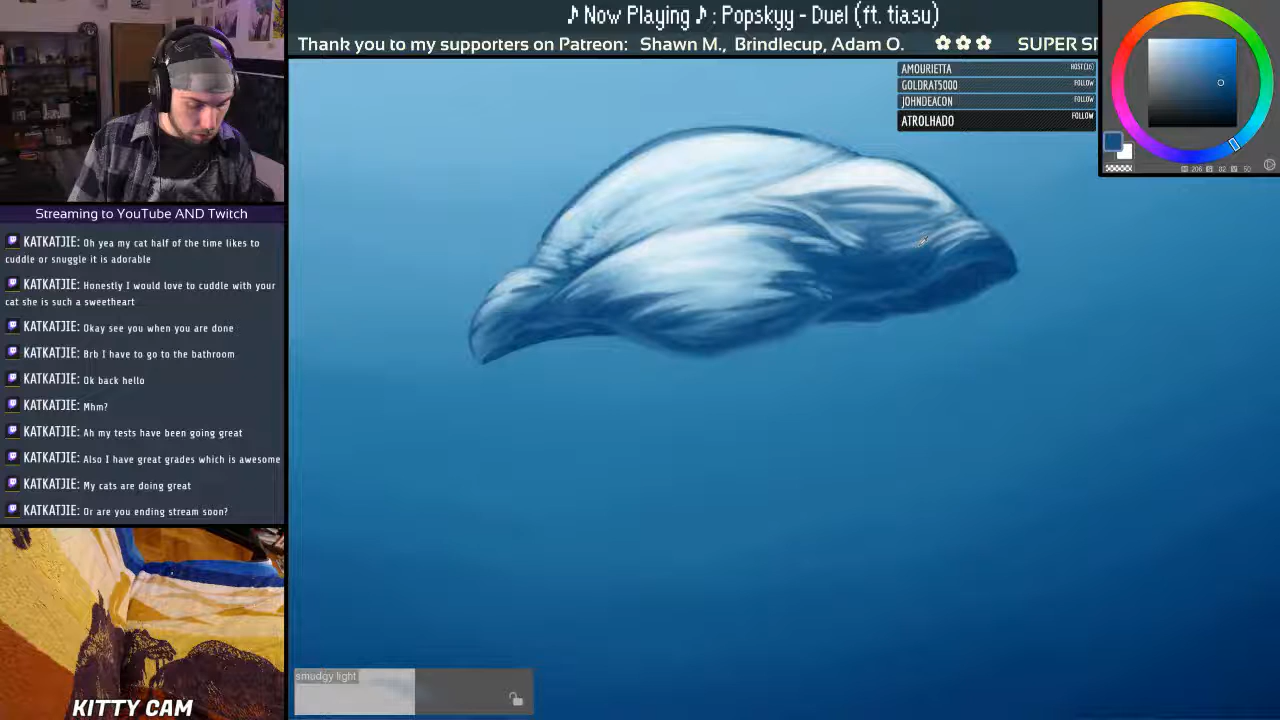 ♪ Now Playing ♪ : Popskyy - Duel (ft. tiasu)
Thank you to my supporters on Patreon: Shawn M., Brindlecup, Adam O. ✿ ✿ ✿ SUPER
AMOURIETTA HOST(16)
GOLDRAT5000 FOLLOW
JOHNDEACON FOLLOW
ATROLHADO FOLLOW
206 82 50
Streaming to YouTube AND Twitch
KATKATJIE: Oh yea my cat half of the time likes to
cuddle or snuggle it is adorable
KATKATJIE: Honestly I would love to cuddle with your
cat she is such a sweetheart
KATKATJIE: Okay see you when you are done
KATKATJIE: Brb I have to go to the bathroom
KATKATJIE: Ok back hello
KATKATJIE: Mhm?
KATKATJIE: Ah my tests have been going great
KATKATJIE: Also I have great grades which is awesome
KATKATJIE: My cats are doing great
KATKATJIE: Or are you ending stream soon?
smudgy light
KITTY CAM